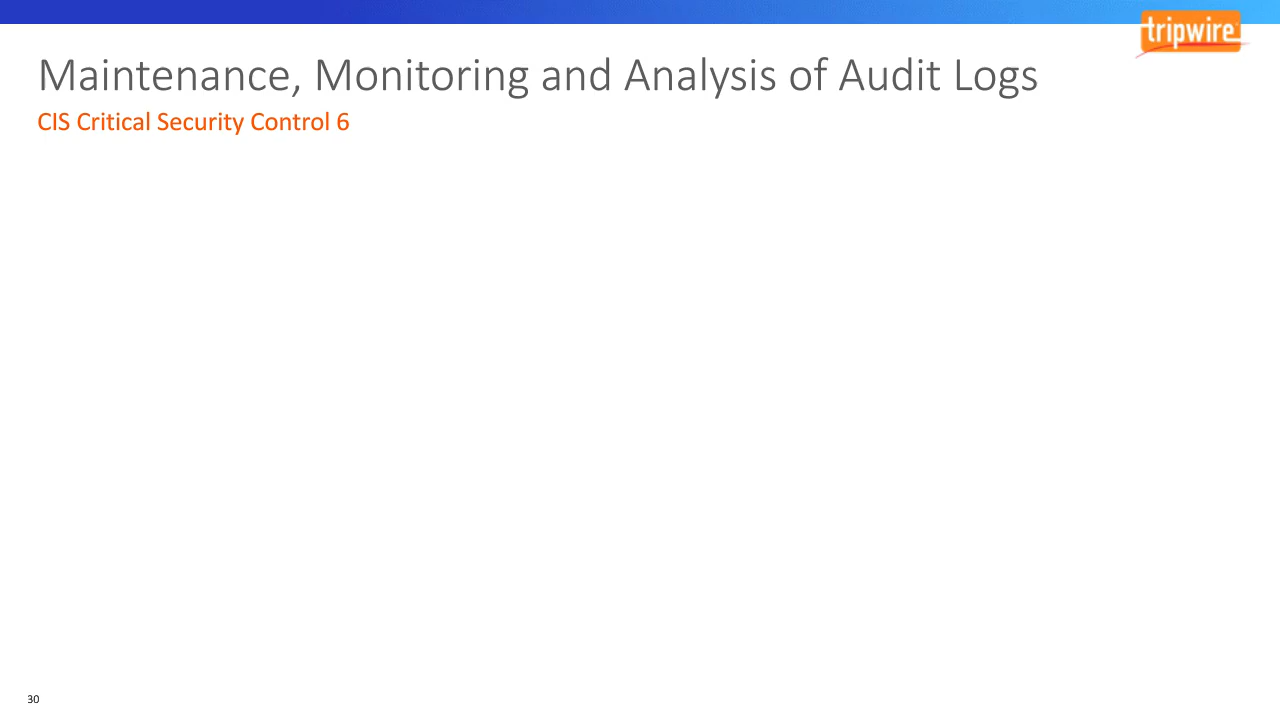 tripwire
Maintenance, Monitoring and Analysis of Audit Logs
CIS Critical Security Control 6
30